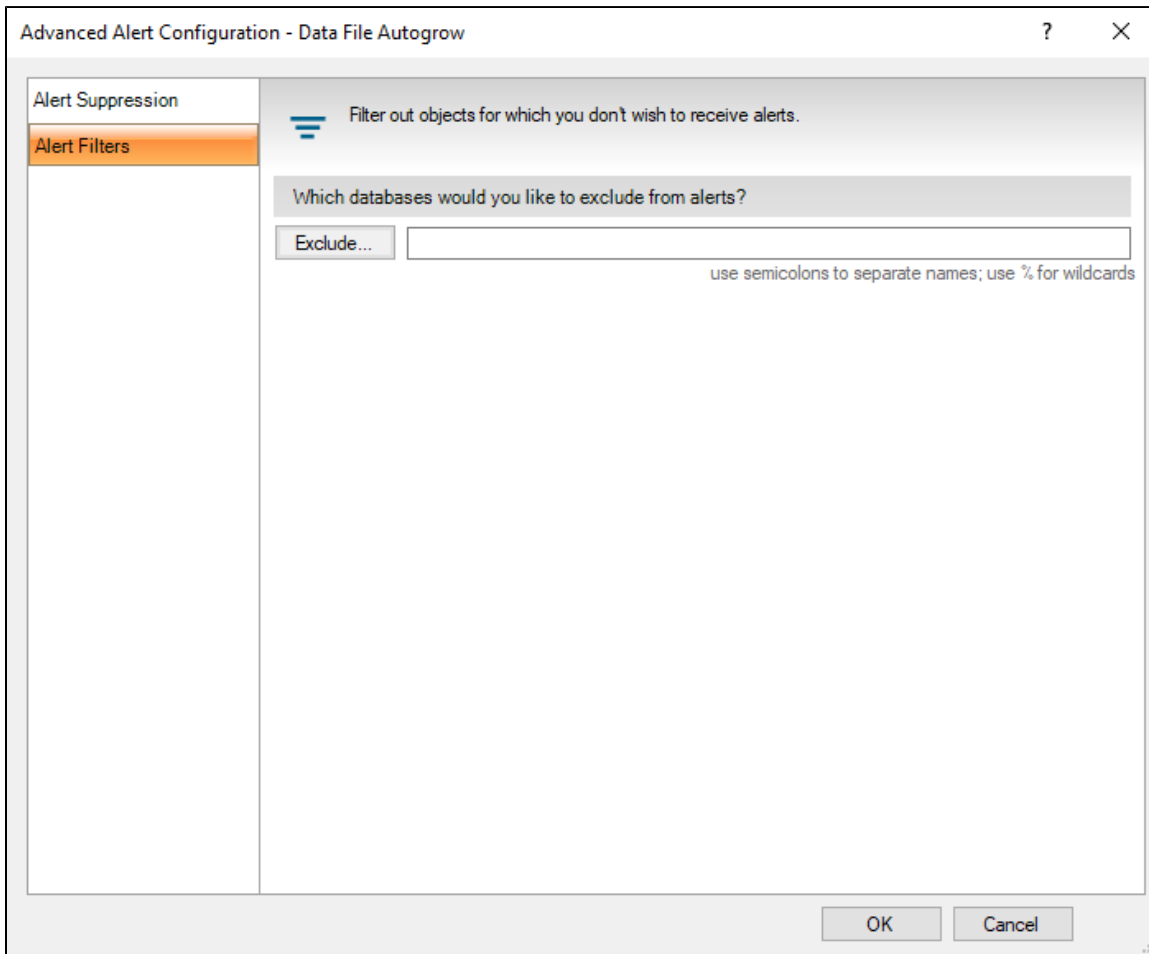 Advanced Alert Configuration - Data File Autogrow
?
Alert Suppression
Alert Filters
Filter out objects for which you don't wish to receive alerts.
Which databases would you like to exclude from alerts?
Exclude...
use semicolons to separate names; use % for wildcards
OK
Cancel